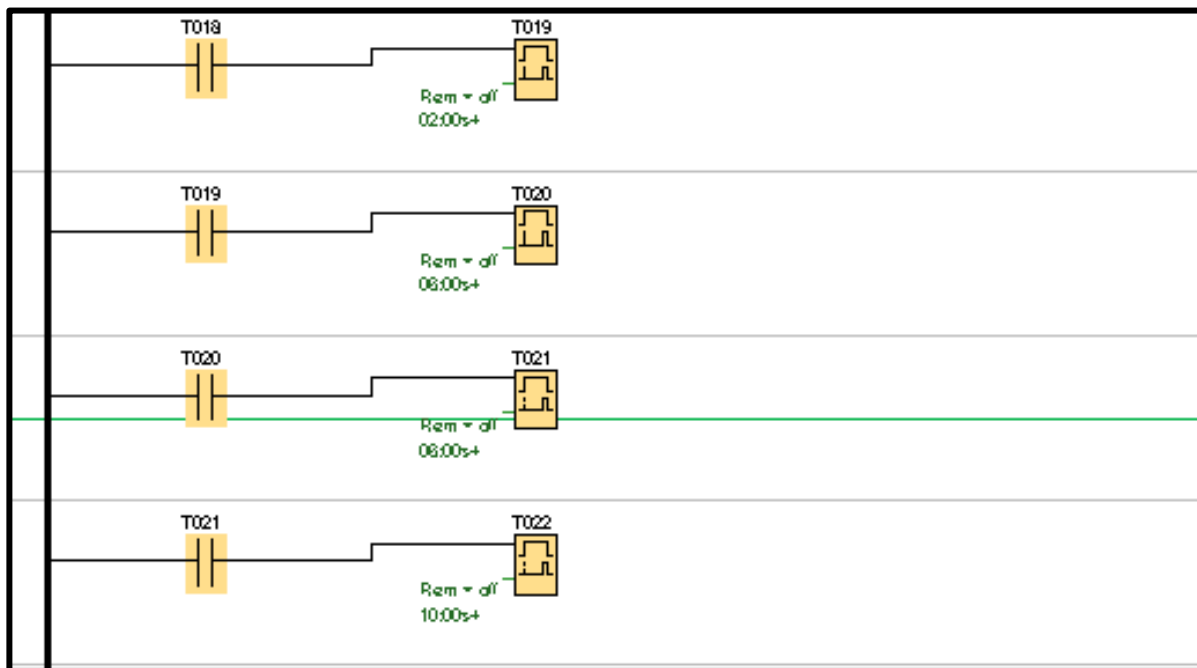 T018
T019
Rem = off
02:00s+
T019
T020
Rem = off
06:00s+
T020
T021
Rem = off
06:00s+
T021
T022
Rem = off
10:00s+